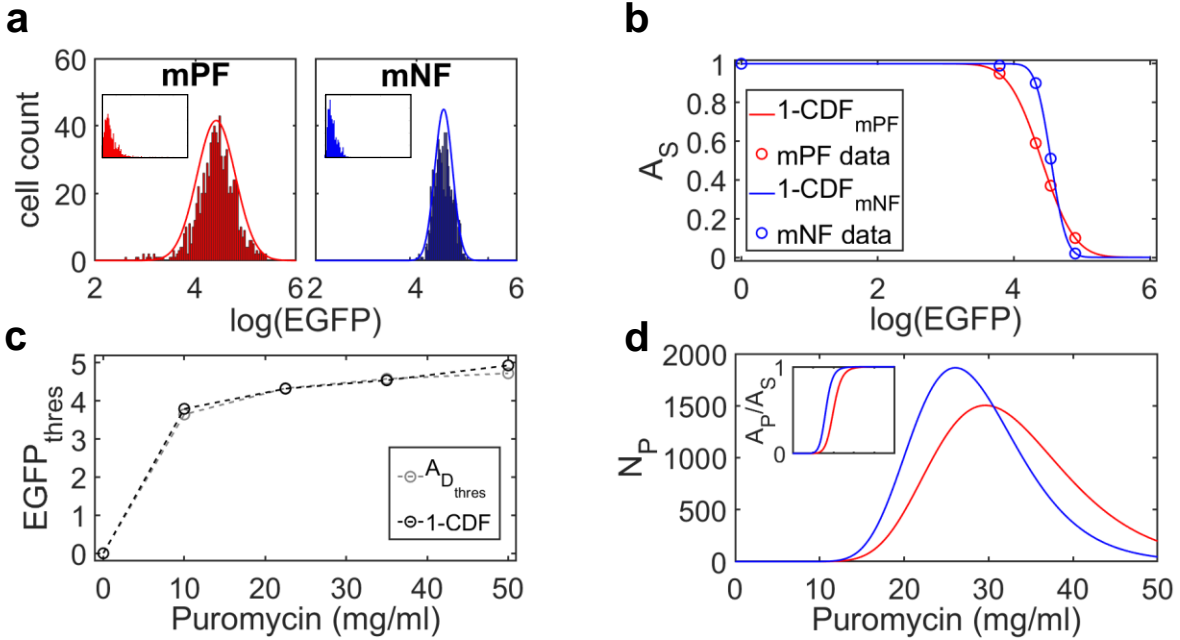 a
mPF
mNF
60
40
20
0
cell count
2
4
6
2
4
6
log(EGFP)
b
1
0.8
0.6
0.4
0.2
0
A_S
1-CDF_mPF
mPF data
1-CDF_mNF
mNF data
0
2
4
6
log(EGFP)
c
5
4
3
2
1
0
EGFP_thres
A_D_thres
1-CDF
0
10
20
30
40
50
Puromycin (mg/ml)
d
2000
1500
1000
500
0
N_P
A_P/A_S
1
0
0
10
20
30
40
50
Puromycin (mg/ml)